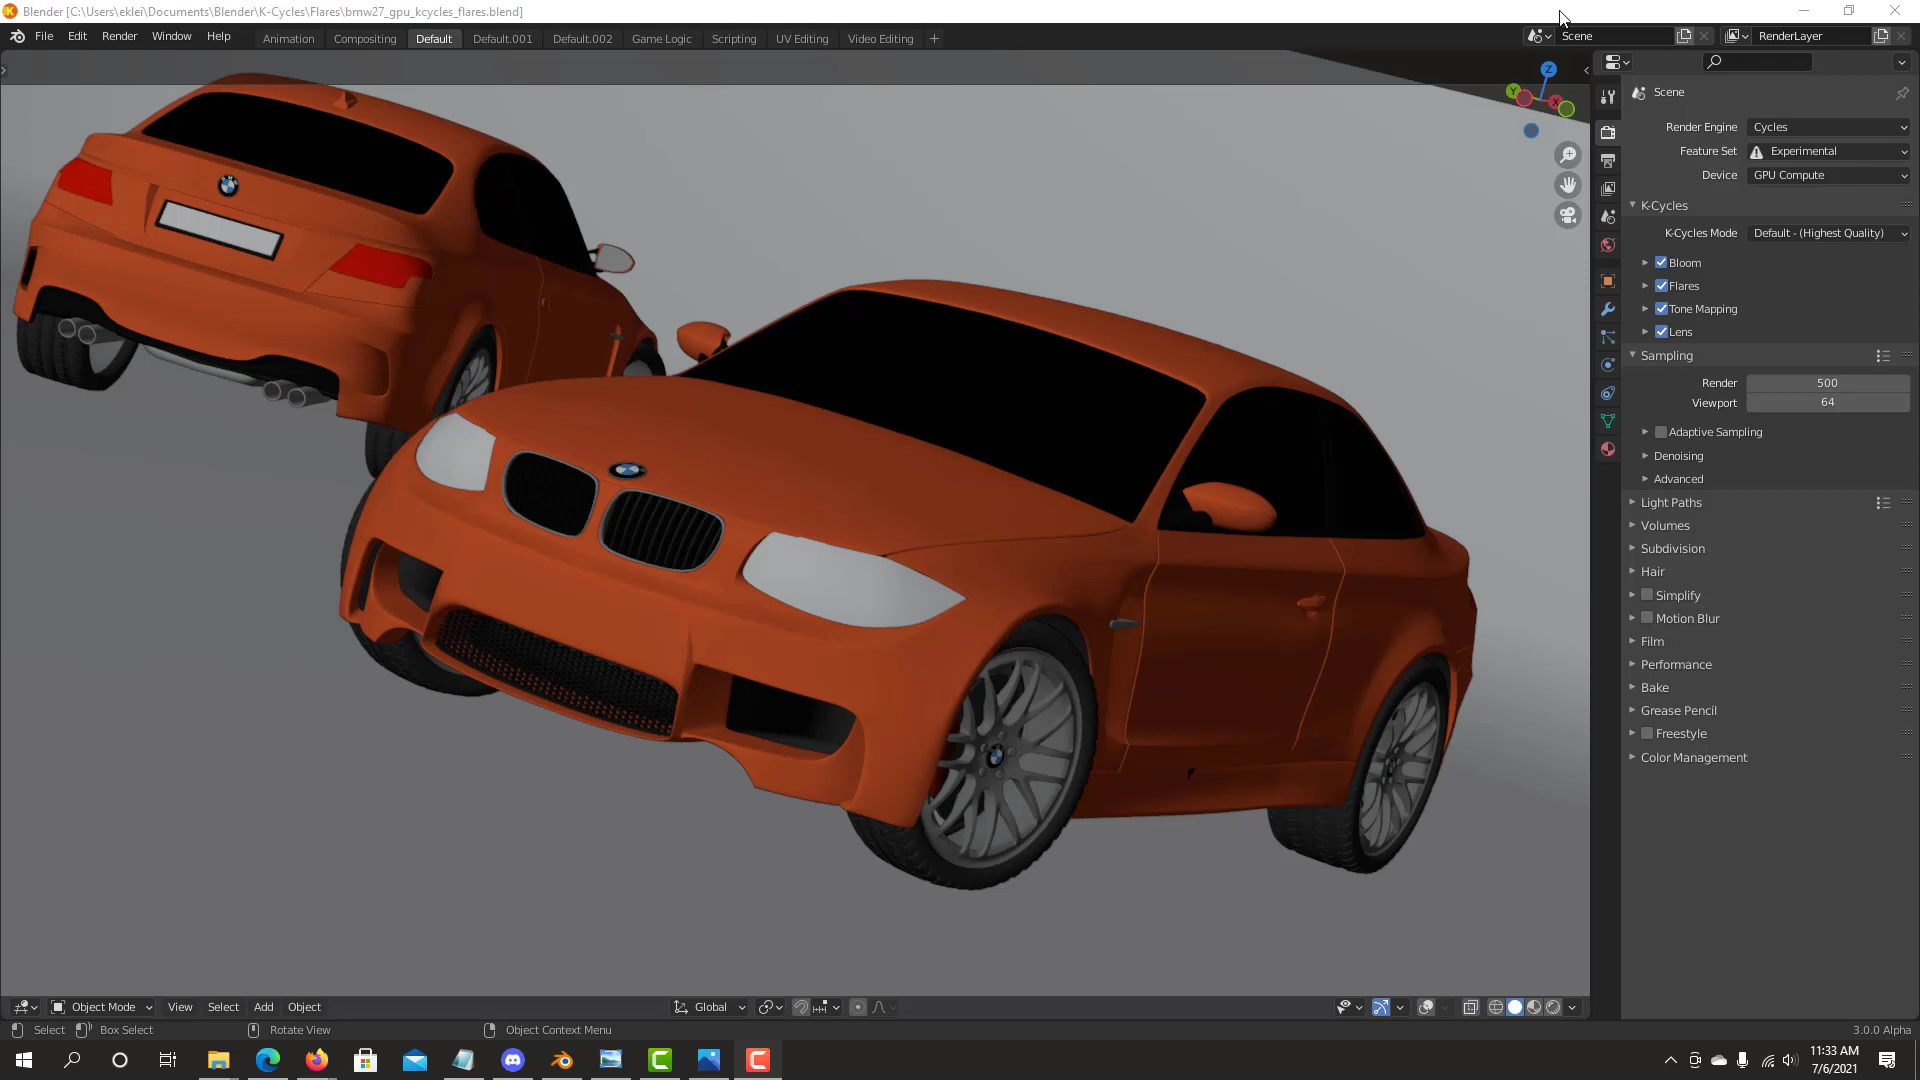 Blender [C:\Users\eklei\Documents\Blender\K-Cycles\Flares\bmw27_gpu_kcycles_flares.blend]
File Edit Render Window Help
Animation Compositing Default Default.001 Default.002 Game Logic Scripting UV Editing Video Editing +
Scene
RenderLayer
Z
Y
X
Scene
Render Engine Cycles
Feature Set Experimental
Device GPU Compute
K-Cycles
K-Cycles Mode Default - (Highest Quality)
Bloom
Flares
Tone Mapping
Lens
Sampling
Render 500
Viewport 64
Adaptive Sampling
Denoising
Advanced
Light Paths
Volumes
Subdivision
Hair
Simplify
Motion Blur
Film
Performance
Bake
Grease Pencil
Freestyle
Color Management
Object Mode View Select Add Object
Global
Select Box Select Rotate View Object Context Menu
3.0.0 Alpha
11:33 AM
7/6/2021